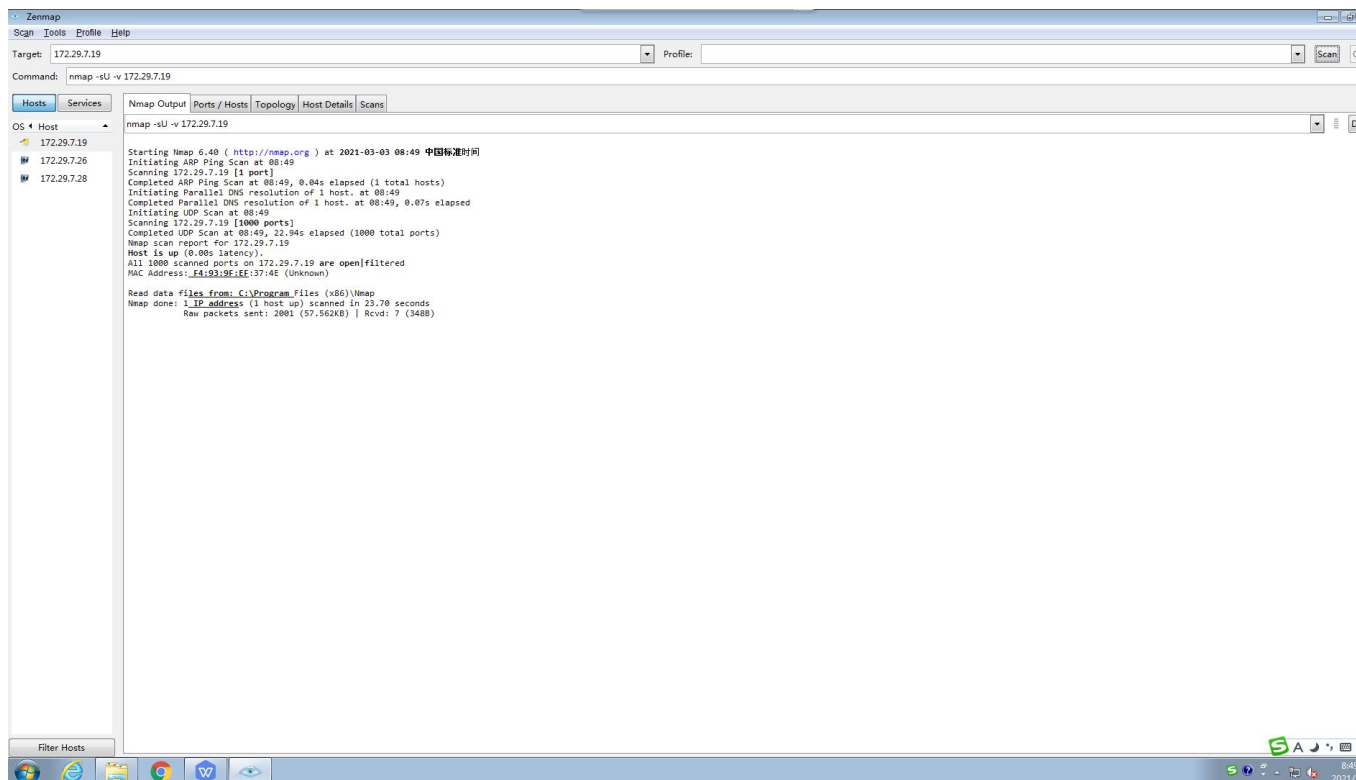 Zenmap
Scan Tools Profile Help
Target: 172.29.7.19 Profile: Scan
Command: nmap -sU -v 172.29.7.19
Hosts Services Nmap Output Ports / Hosts Topology Host Details Scans
OS Host
nmap -sU -v 172.29.7.19
172.29.7.19
172.29.7.26
172.29.7.28
Starting Nmap 6.40 ( http://nmap.org ) at 2021-03-03 08:49 中国标准时间
Initiating ARP Ping Scan at 08:49
Scanning 172.29.7.19 [1 port]
Completed ARP Ping Scan at 08:49, 0.04s elapsed (1 total hosts)
Initiating Parallel DNS resolution of 1 host. at 08:49
Completed Parallel DNS resolution of 1 host. at 08:49, 0.07s elapsed
Initiating UDP Scan at 08:49
Scanning 172.29.7.19 [1000 ports]
Completed UDP Scan at 08:49, 22.94s elapsed (1000 total ports)
Nmap scan report for 172.29.7.19
Host is up (0.00s latency).
All 1000 scanned ports on 172.29.7.19 are open|filtered
MAC Address: F4:93:9F:EF:37:4E (Unknown)
Read data files from: C:\Program Files (x86)\Nmap
Nmap done: 1 IP address (1 host up) scanned in 23.70 seconds
Raw packets sent: 2001 (57.562KB) | Rcvd: 7 (348B)
Filter Hosts